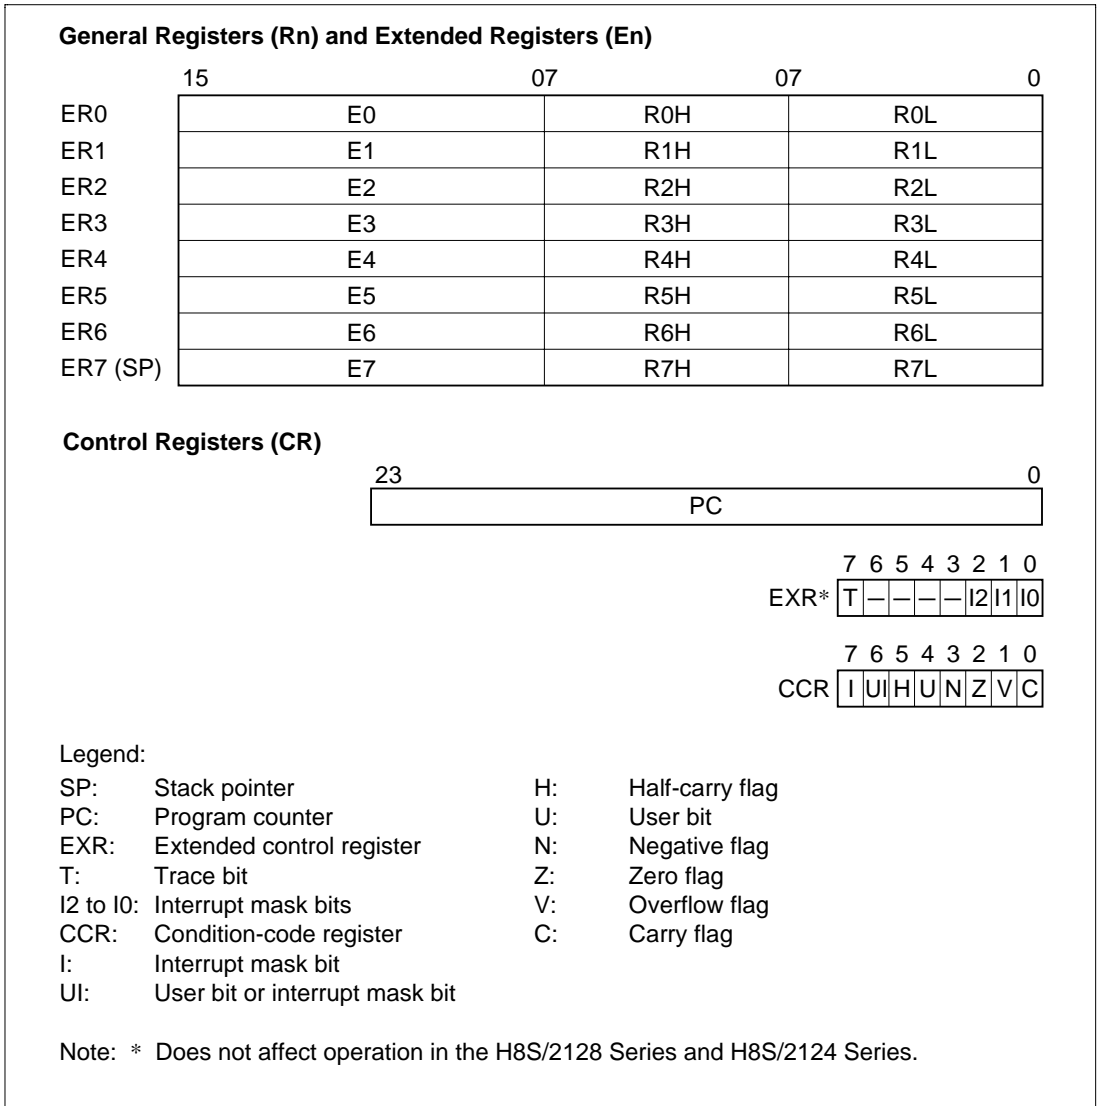 General Registers (Rn) and Extended Registers (En)
15 07 07 0
ER0 E0 R0H R0L
ER1 E1 R1H R1L
ER2 E2 R2H R2L
ER3 E3 R3H R3L
ER4 E4 R4H R4L
ER5 E5 R5H R5L
ER6 E6 R6H R6L
ER7 (SP) E7 R7H R7L
Control Registers (CR)
23 0
PC
7 6 5 4 3 2 1 0
EXR* T — — — — I2 I1 I0
7 6 5 4 3 2 1 0
CCR I UI H U N Z V C
Legend:
SP: Stack pointer H: Half-carry flag
PC: Program counter U: User bit
EXR: Extended control register N: Negative flag
T: Trace bit Z: Zero flag
I2 to I0: Interrupt mask bits V: Overflow flag
CCR: Condition-code register C: Carry flag
I: Interrupt mask bit
UI: User bit or interrupt mask bit
Note: * Does not affect operation in the H8S/2128 Series and H8S/2124 Series.